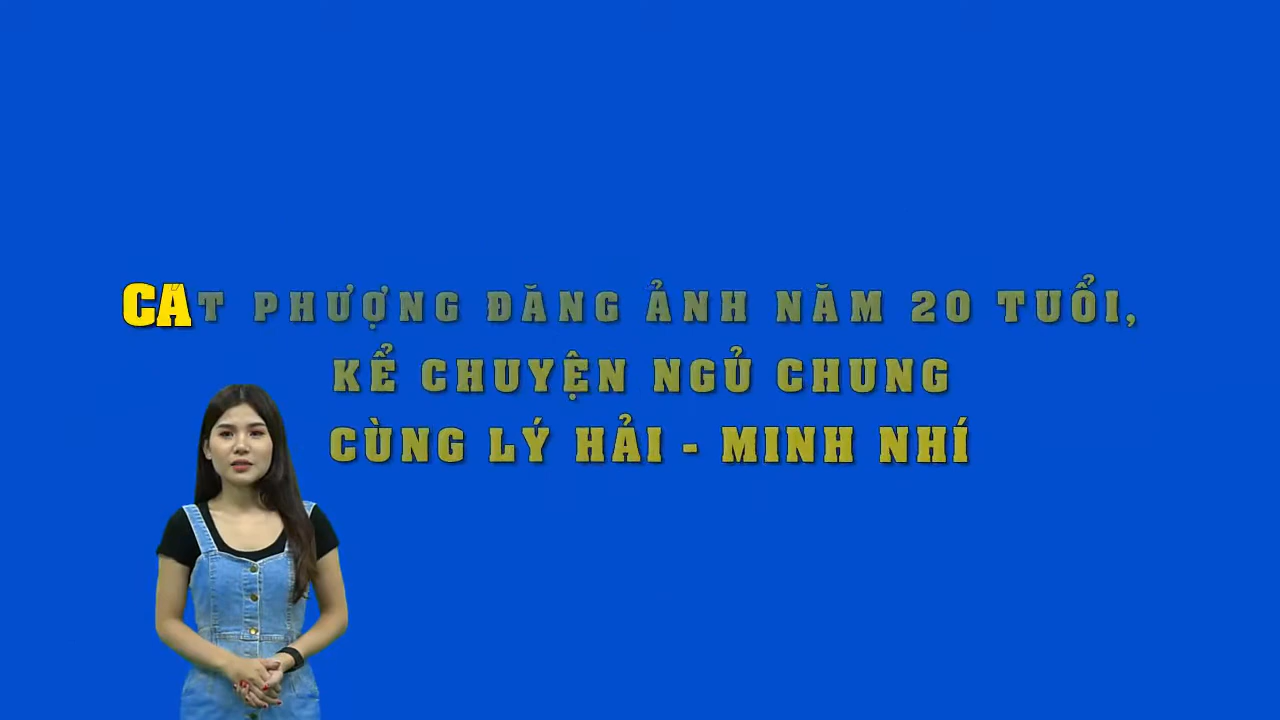 CÁT PHƯỢNG ĐĂNG ẢNH NĂM 20 TUỔI,
KỂ CHUYỆN NGỦ CHUNG
CÙNG LÝ HẢI - MINH NHÍ